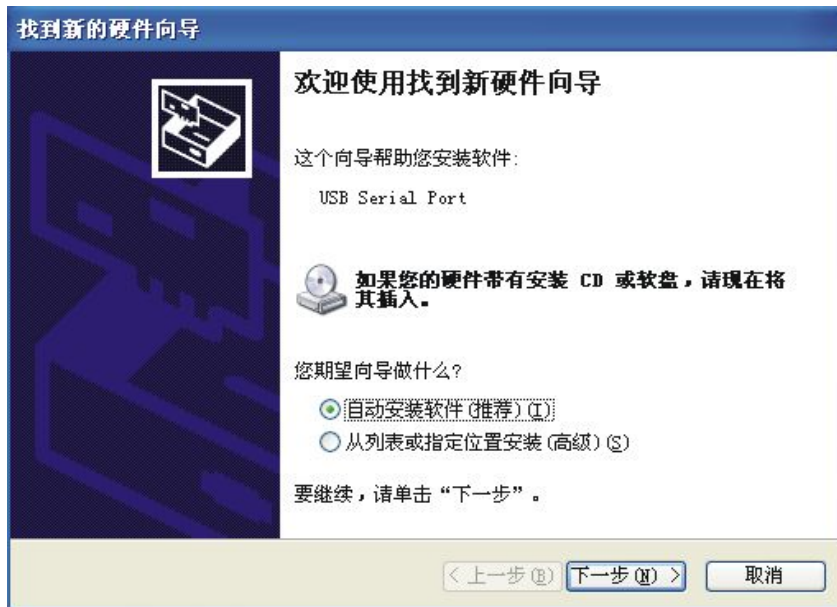 找到新的硬件向导
欢迎使用找到新硬件向导
这个向导帮助您安装软件:
USB Serial Port
如果您的硬件带有安装 CD 或软盘，请现在将
其插入。
您期望向导做什么?
自动安装软件(推荐)(I)
从列表或指定位置安装(高级)(S)
要继续，请单击“下一步”。
< 上一步(B)
下一步(N) >
取消